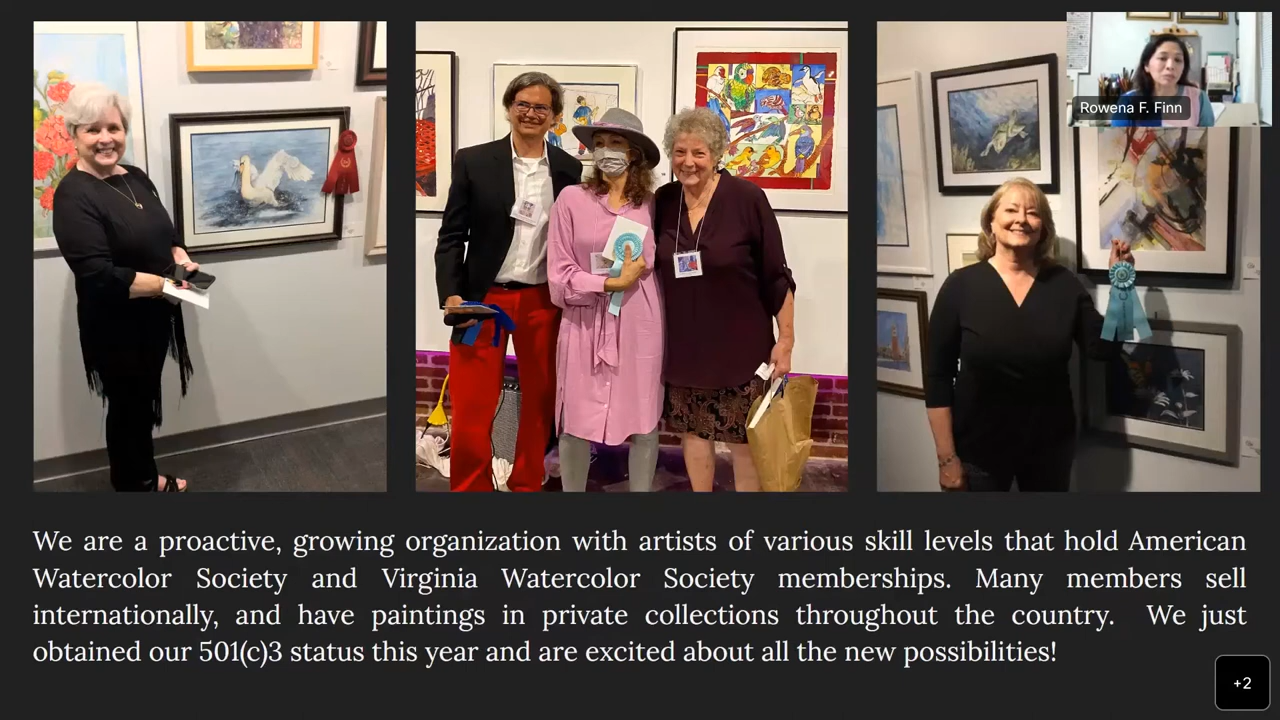 Rowena F. Finn
We are a proactive, growing organization with artists of various skill levels that hold American
Watercolor Society and Virginia Watercolor Society memberships. Many members sell
internationally, and have paintings in private collections throughout the country. We just
obtained our 501(c)3 status this year and are excited about all the new possibilities!
+2